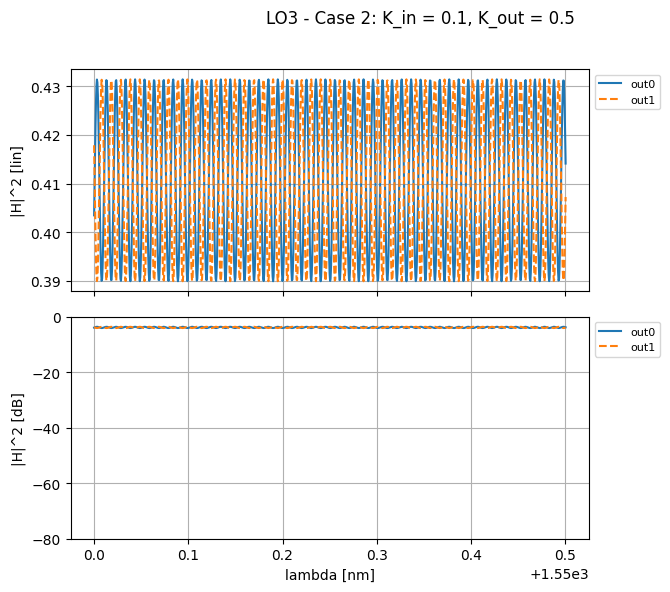 LO3 - Case 2: K_in = 0.1, K_out = 0.5
0.43
0.42
0.41
0.40
0.39
|H|^2 [lin]
out0
out1
0
−20
−40
−60
−80
|H|^2 [dB]
out0
out1
0.0 0.1 0.2 0.3 0.4 0.5
lambda [nm]
+1.55e3